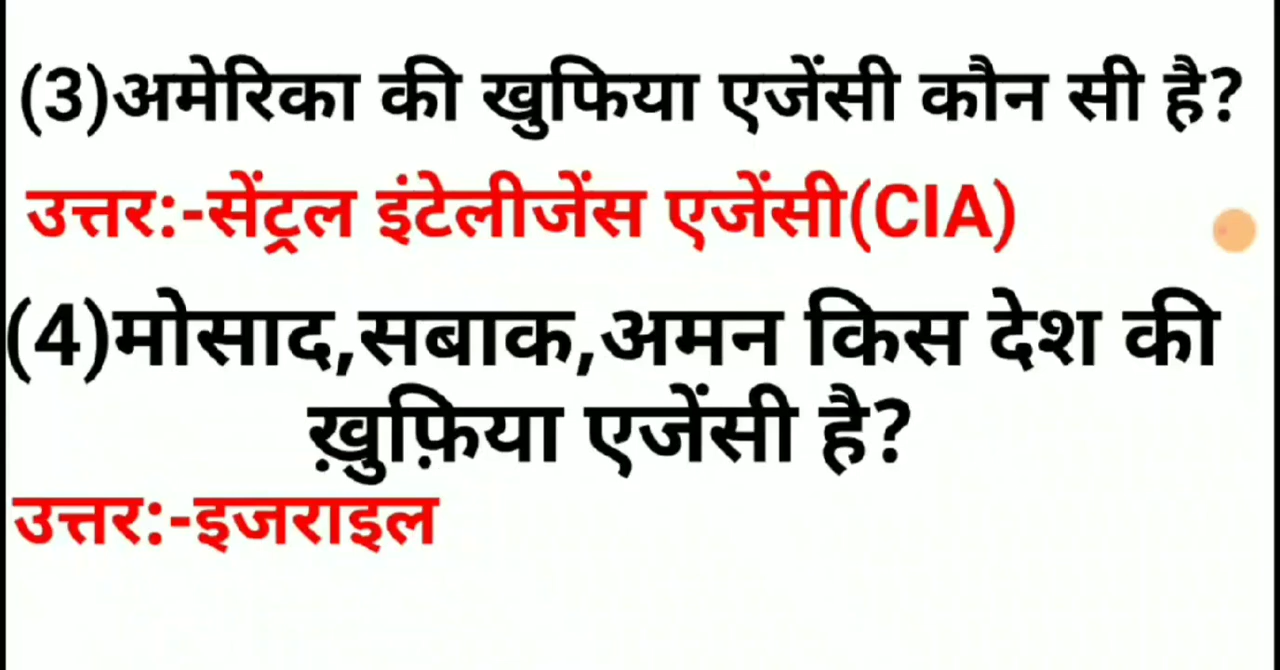 (3)अमेरिका की खुफिया एजेंसी कौन सी है?
उत्तर:-सेंट्रल इंटेलीजेंस एजेंसी(CIA)
(4)मोसाद,सबाक,अमन किस देश की
ख़ुफ़िया एजेंसी है?
उत्तर:-इजराइल